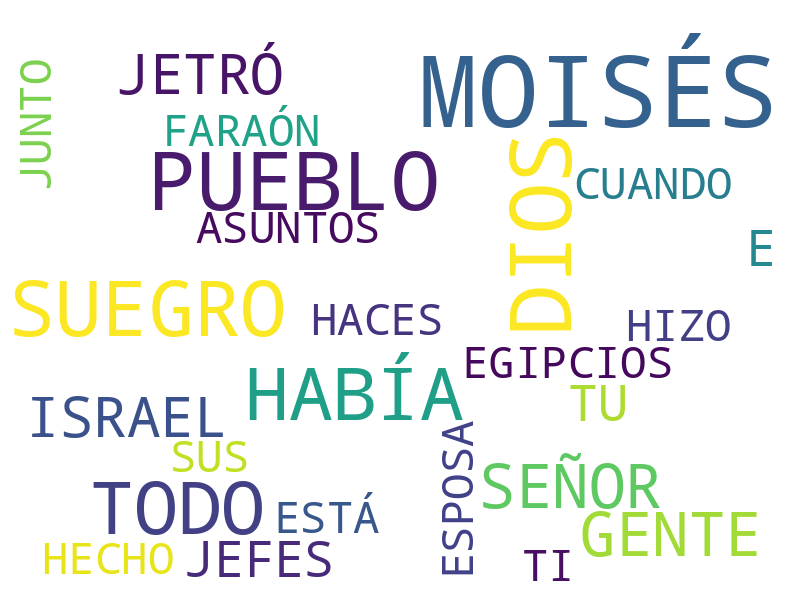 JUNTO
JETRÓ
MOISÉS
FARAÓN
PUEBLO
DIOS
CUANDO
ASUNTOS
E
SUEGRO
HACES
HIZO
EGIPCIOS
HABÍA
TU
ISRAEL
SUS
ESPOSA
SEÑOR
TODO
ESTÁ
GENTE
HECHO
JEFES
TI